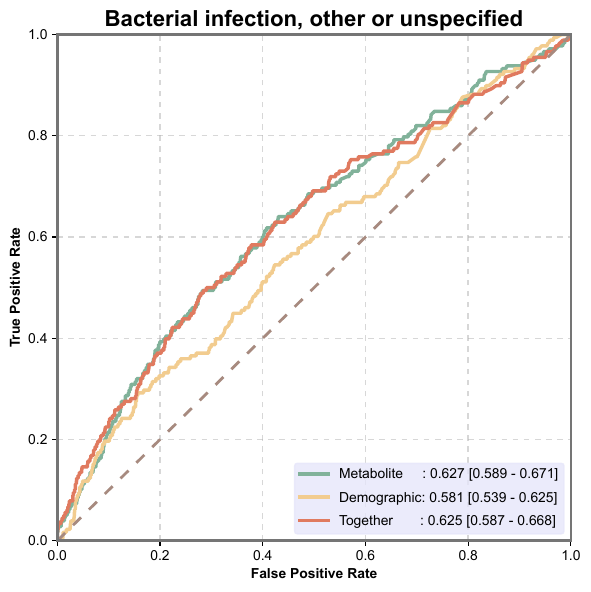 Bacterial infection, other or unspecified
True Positive Rate
1.0
0.8
0.6
0.4
0.2
0.0
0.0 0.2 0.4 0.6 0.8 1.0
False Positive Rate
Metabolite : 0.627 [0.589 - 0.671]
Demographic: 0.581 [0.539 - 0.625]
Together : 0.625 [0.587 - 0.668]